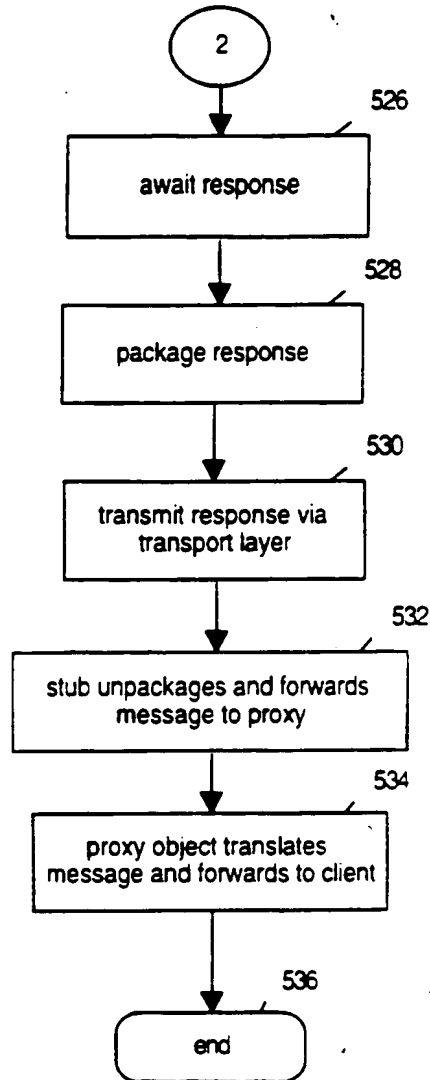 2
526
await response
528
package response
530
transmit response via
transport layer
532
stub unpackages and forwards
message to proxy
534
proxy object translates
message and forwards to client
536
end